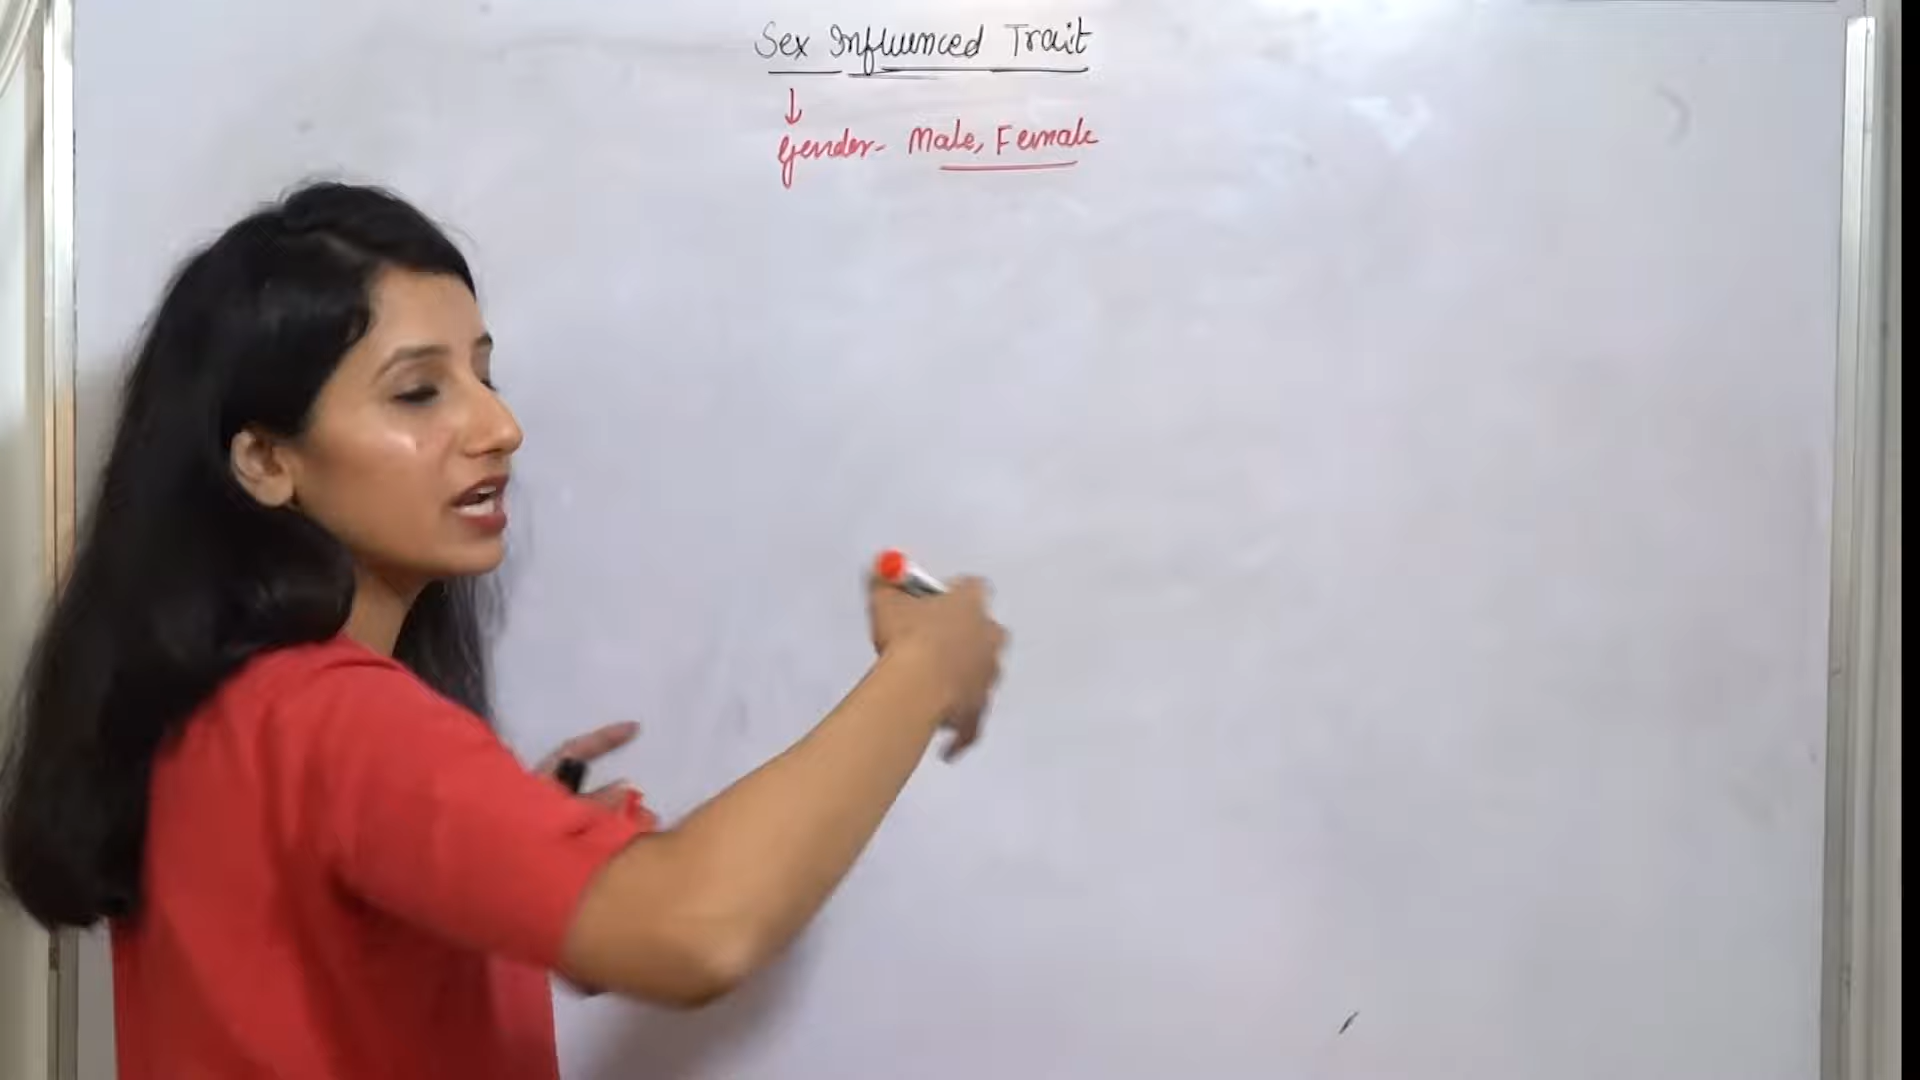 Sex Influenced Trait
↓
Gender- Male, Female